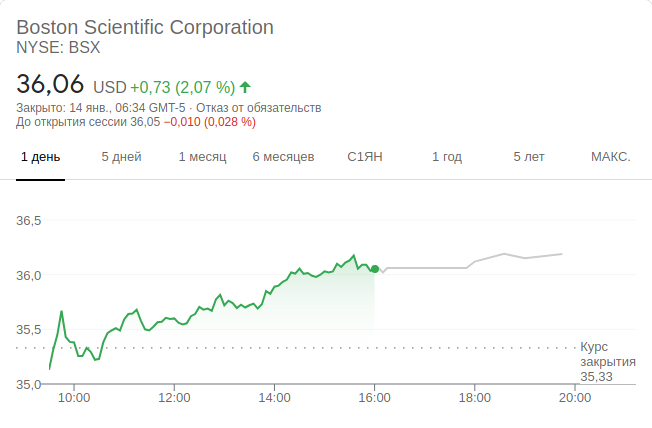 Boston Scientific Corporation
NYSE: BSX
36,06 USD +0,73 (2,07 %)
Закрыто: 14 янв., 06:34 GMT-5 · Отказ от обязательств
До открытия сессии 36,05 −0,010 (0,028 %)
1 день 5 дней 1 месяц 6 месяцев С1ЯН 1 год 5 лет МАКС.
36,5
36,0
35,5
Курс
закрытия
35,33
35,0
10:00 12:00 14:00 16:00 18:00 20:00